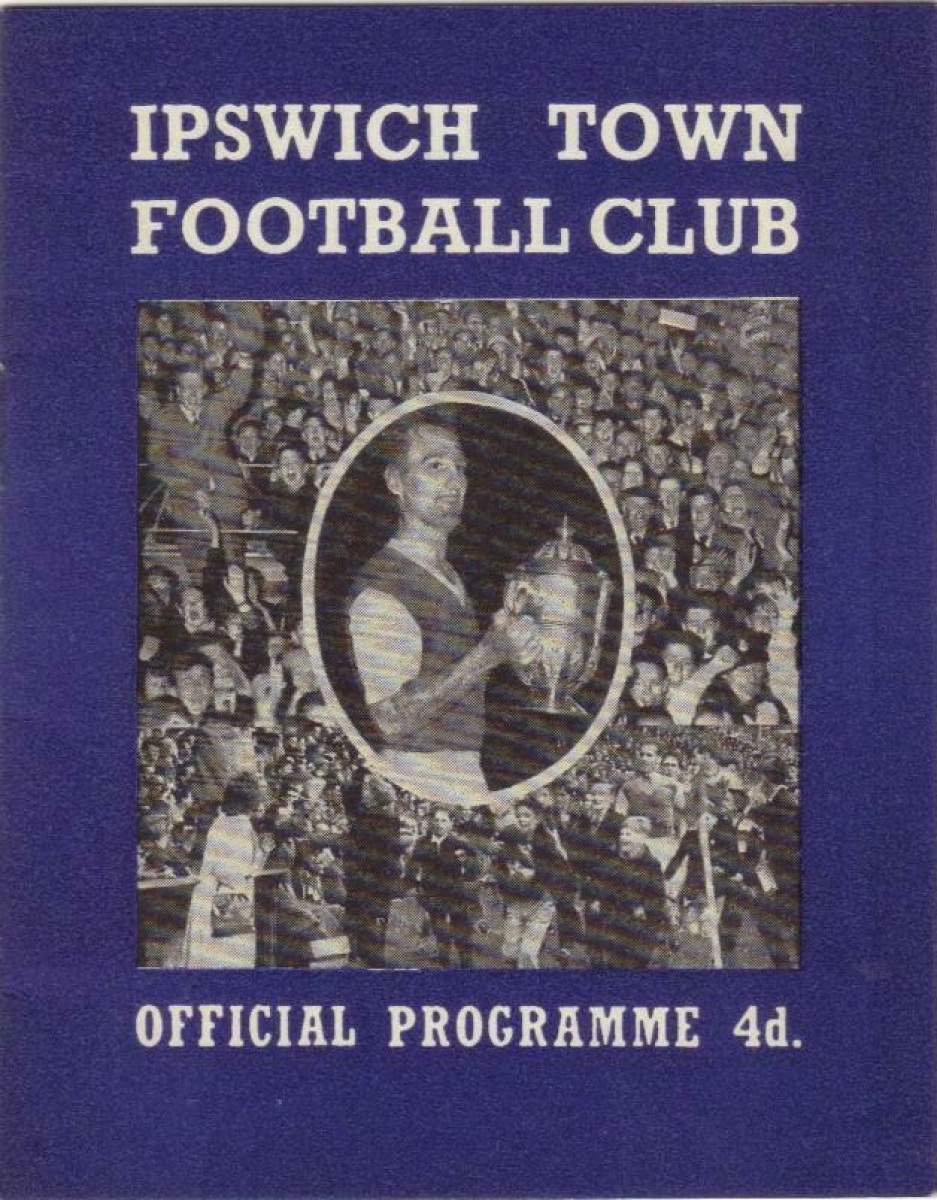 IPSWICH TOWN
FOOTBALL CLUB
OFFICIAL PROGRAMME 4d.